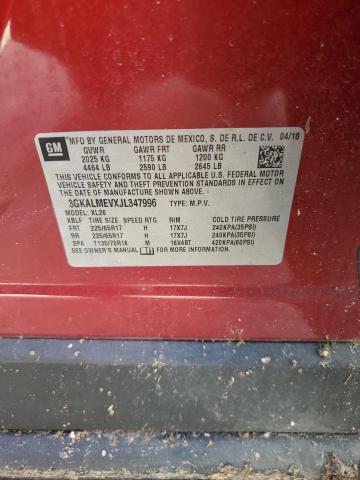 GM
MFD BY GENERAL MOTORS DE MEXICO, S. DE R.L. DE C.V. 04/18
GVWR GAWR FRT GAWR RR
2025 KG 1175 KG 1200 KG
4464 LB 2590 LB 2645 LB
THIS VEHICLE CONFORMS TO ALL APPLICABLE U.S. FEDERAL MOTOR
VEHICLE SAFETY, BUMPER, AND THEFT PREVENTION STANDARDS IN EFFECT ON
THE DATE OF MANUFACTURE SHOWN ABOVE.
3GKALMEVXJL347996 TYPE: M.P.V.
MODEL: XL26
TIRE SIZE SPEED RTG RIM COLD TIRE PRESSURE
FRT 225/65R17 H 17X7J 240KPA(35PSI)
RR 225/65R17 H 17X7J 240KPA(35PSI)
SPA T135/70R16 M 16X4BT 420KPA(60PSI)
SEE OWNER'S MANUAL FOR MORE INFORMATION.